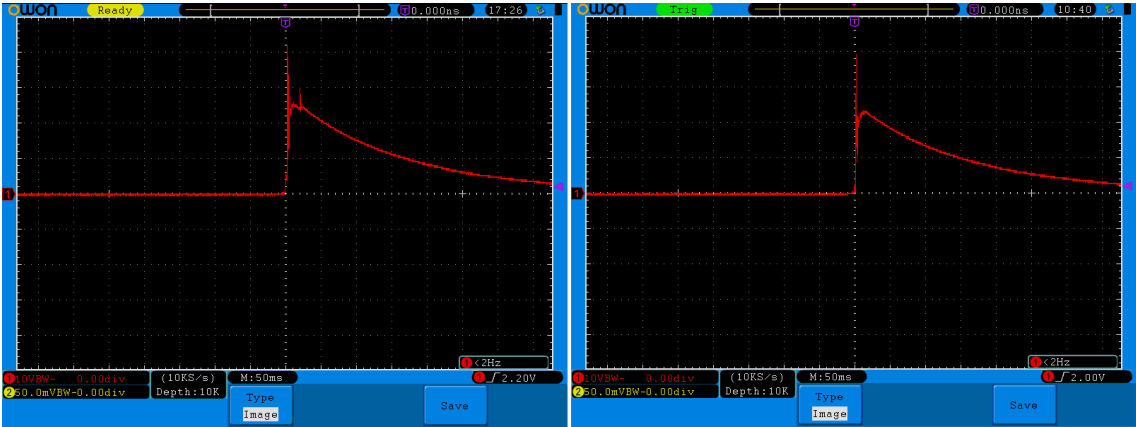 owon Ready T 0.000ns 17:26
T
1
1 <2Hz
1 10VBW- 0.00div (10KS/s) M:50ms 1 2.20V
2 50.0mVBW-0.00div Depth:10K
Type
Image
Save
owon Trig T 0.000ns 10:40
T
1
1 <2Hz
1 10VBW- 0.00div (10KS/s) M:50ms 1 2.00V
2 50.0mVBW-0.00div Depth:10K
Type
Image
Save